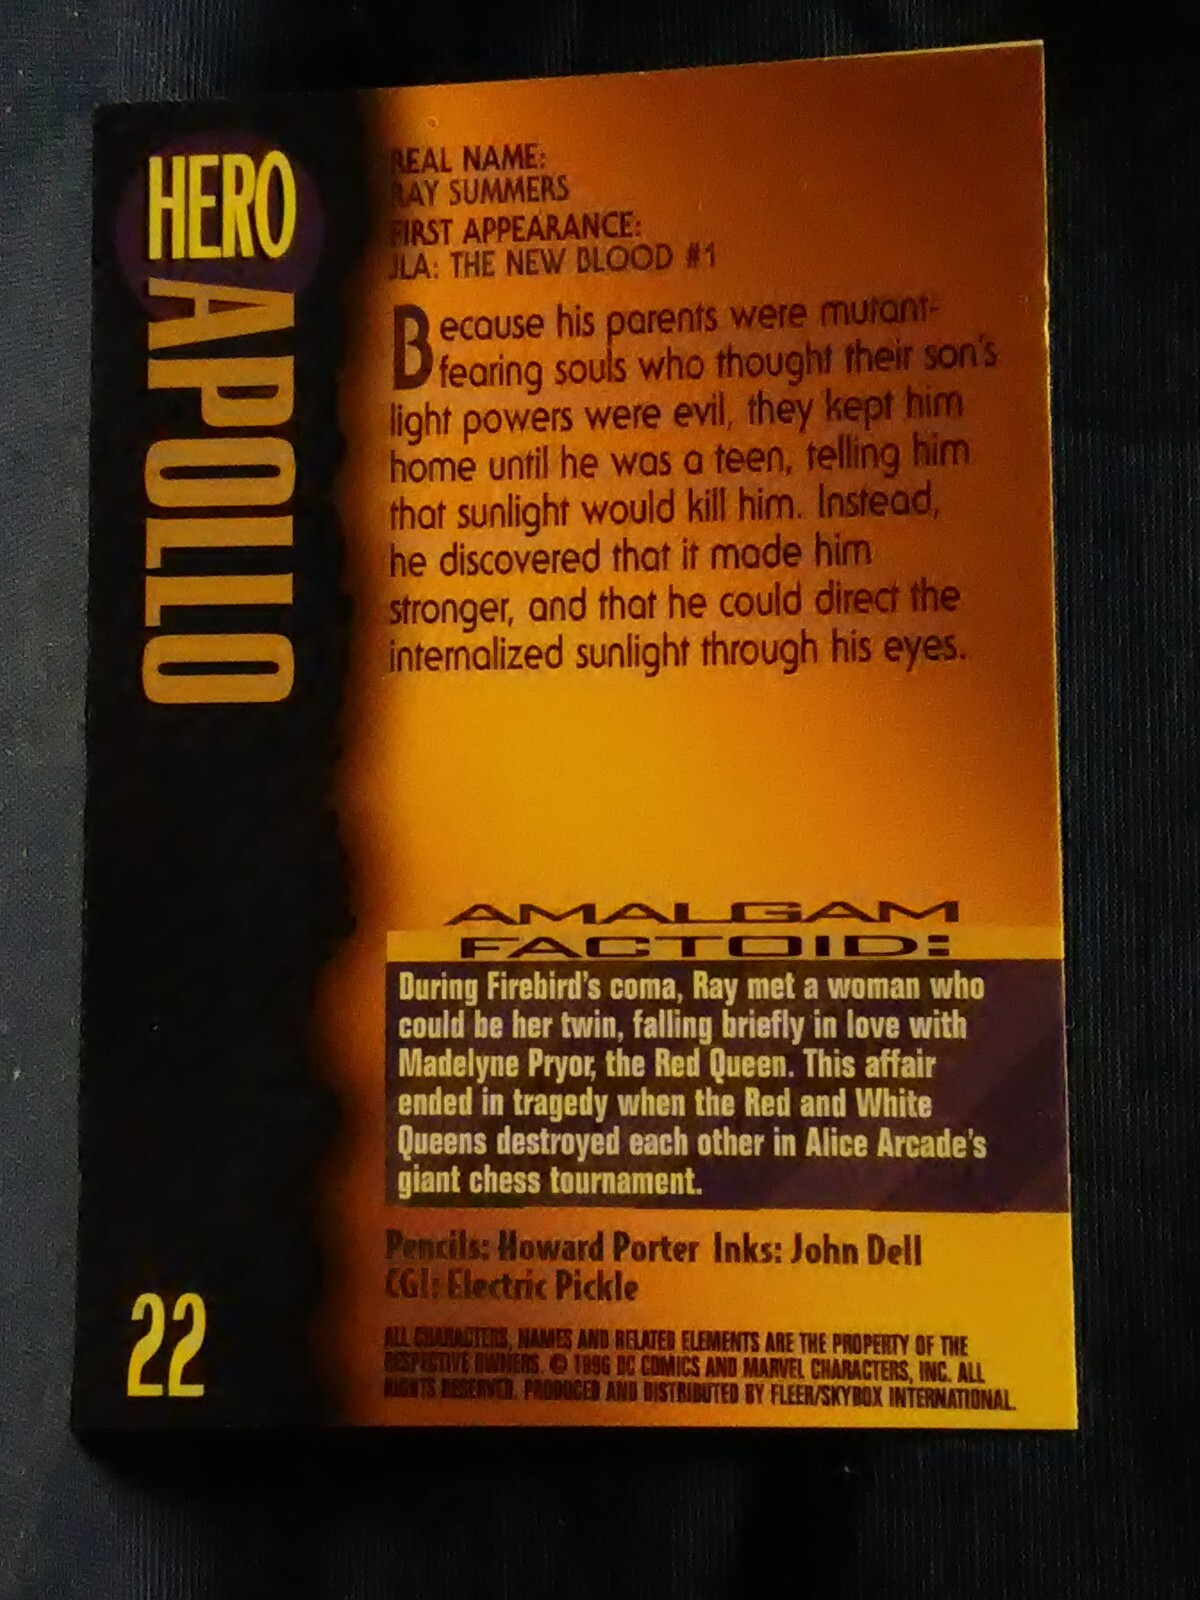 HERO
APOLLO
REAL NAME:
RAY SUMMERS
FIRST APPEARANCE:
JLA: THE NEW BLOOD #1
Because his parents were mutant-
fearing souls who thought their son's
light powers were evil, they kept him
home until he was a teen, telling him
that sunlight would kill him. Instead,
he discovered that it made him
stronger, and that he could direct the
internalized sunlight through his eyes.
AMALGAM
FACTOID:
During Firebird's coma, Ray met a woman who
could be her twin, falling briefly in love with
Madelyne Pryor, the Red Queen. This affair
ended in tragedy when the Red and White
Queens destroyed each other in Alice Arcade's
giant chess tournament.
Pencils: Howard Porter Inks: John Dell
CGI: Electric Pickle
ALL CHARACTERS, NAMES AND RELATED ELEMENTS ARE THE PROPERTY OF THE
RESPECTIVE OWNERS. © 1996 DC COMICS AND MARVEL CHARACTERS, INC. ALL
RIGHTS RESERVED. PRODUCED AND DISTRIBUTED BY FLEER/SKYBOX INTERNATIONAL.
22